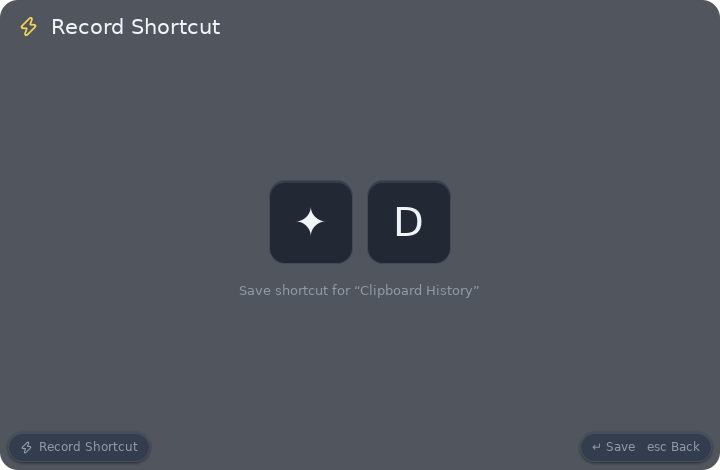 Record Shortcut
✦ D
Save shortcut for “Clipboard History”
Record Shortcut
↵ Save esc Back